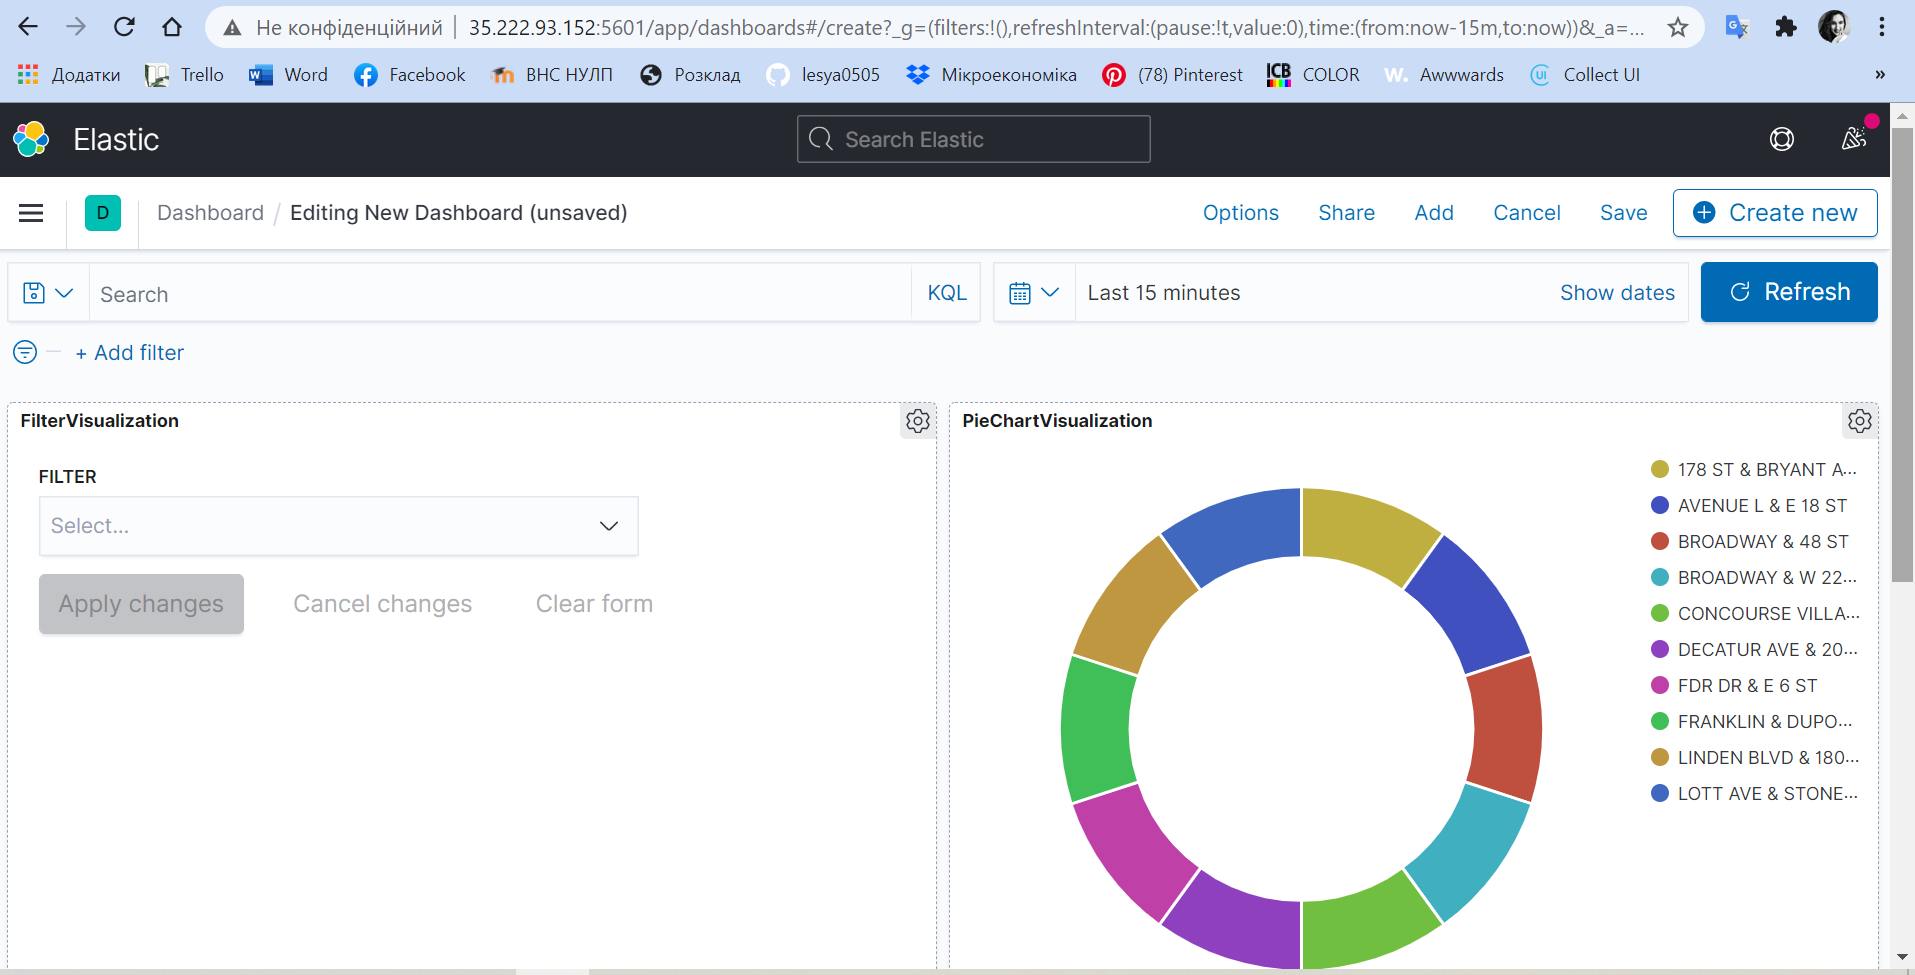 Не конфіденційний 35.222.93.152:5601/app/dashboards#/create?_g=(filters:!(),refreshInterval:(pause:!t,value:0),time:(from:now-15m,to:now))&_a=...
Додатки Trello Word Facebook ВНС НУЛП Розклад lesya0505 Мікроекономіка (78) Pinterest ICB COLOR W. Awwwards UI Collect UI »
Elastic Search Elastic
D Dashboard / Editing New Dashboard (unsaved) Options Share Add Cancel Save Create new
Search KQL Last 15 minutes Show dates Refresh
+ Add filter
FilterVisualization
FILTER
Select...
Apply changes Cancel changes Clear form
PieChartVisualization
178 ST & BRYANT A...
AVENUE L & E 18 ST
BROADWAY & 48 ST
BROADWAY & W 22...
CONCOURSE VILLA...
DECATUR AVE & 20...
FDR DR & E 6 ST
FRANKLIN & DUPO...
LINDEN BLVD & 180...
LOTT AVE & STONE...